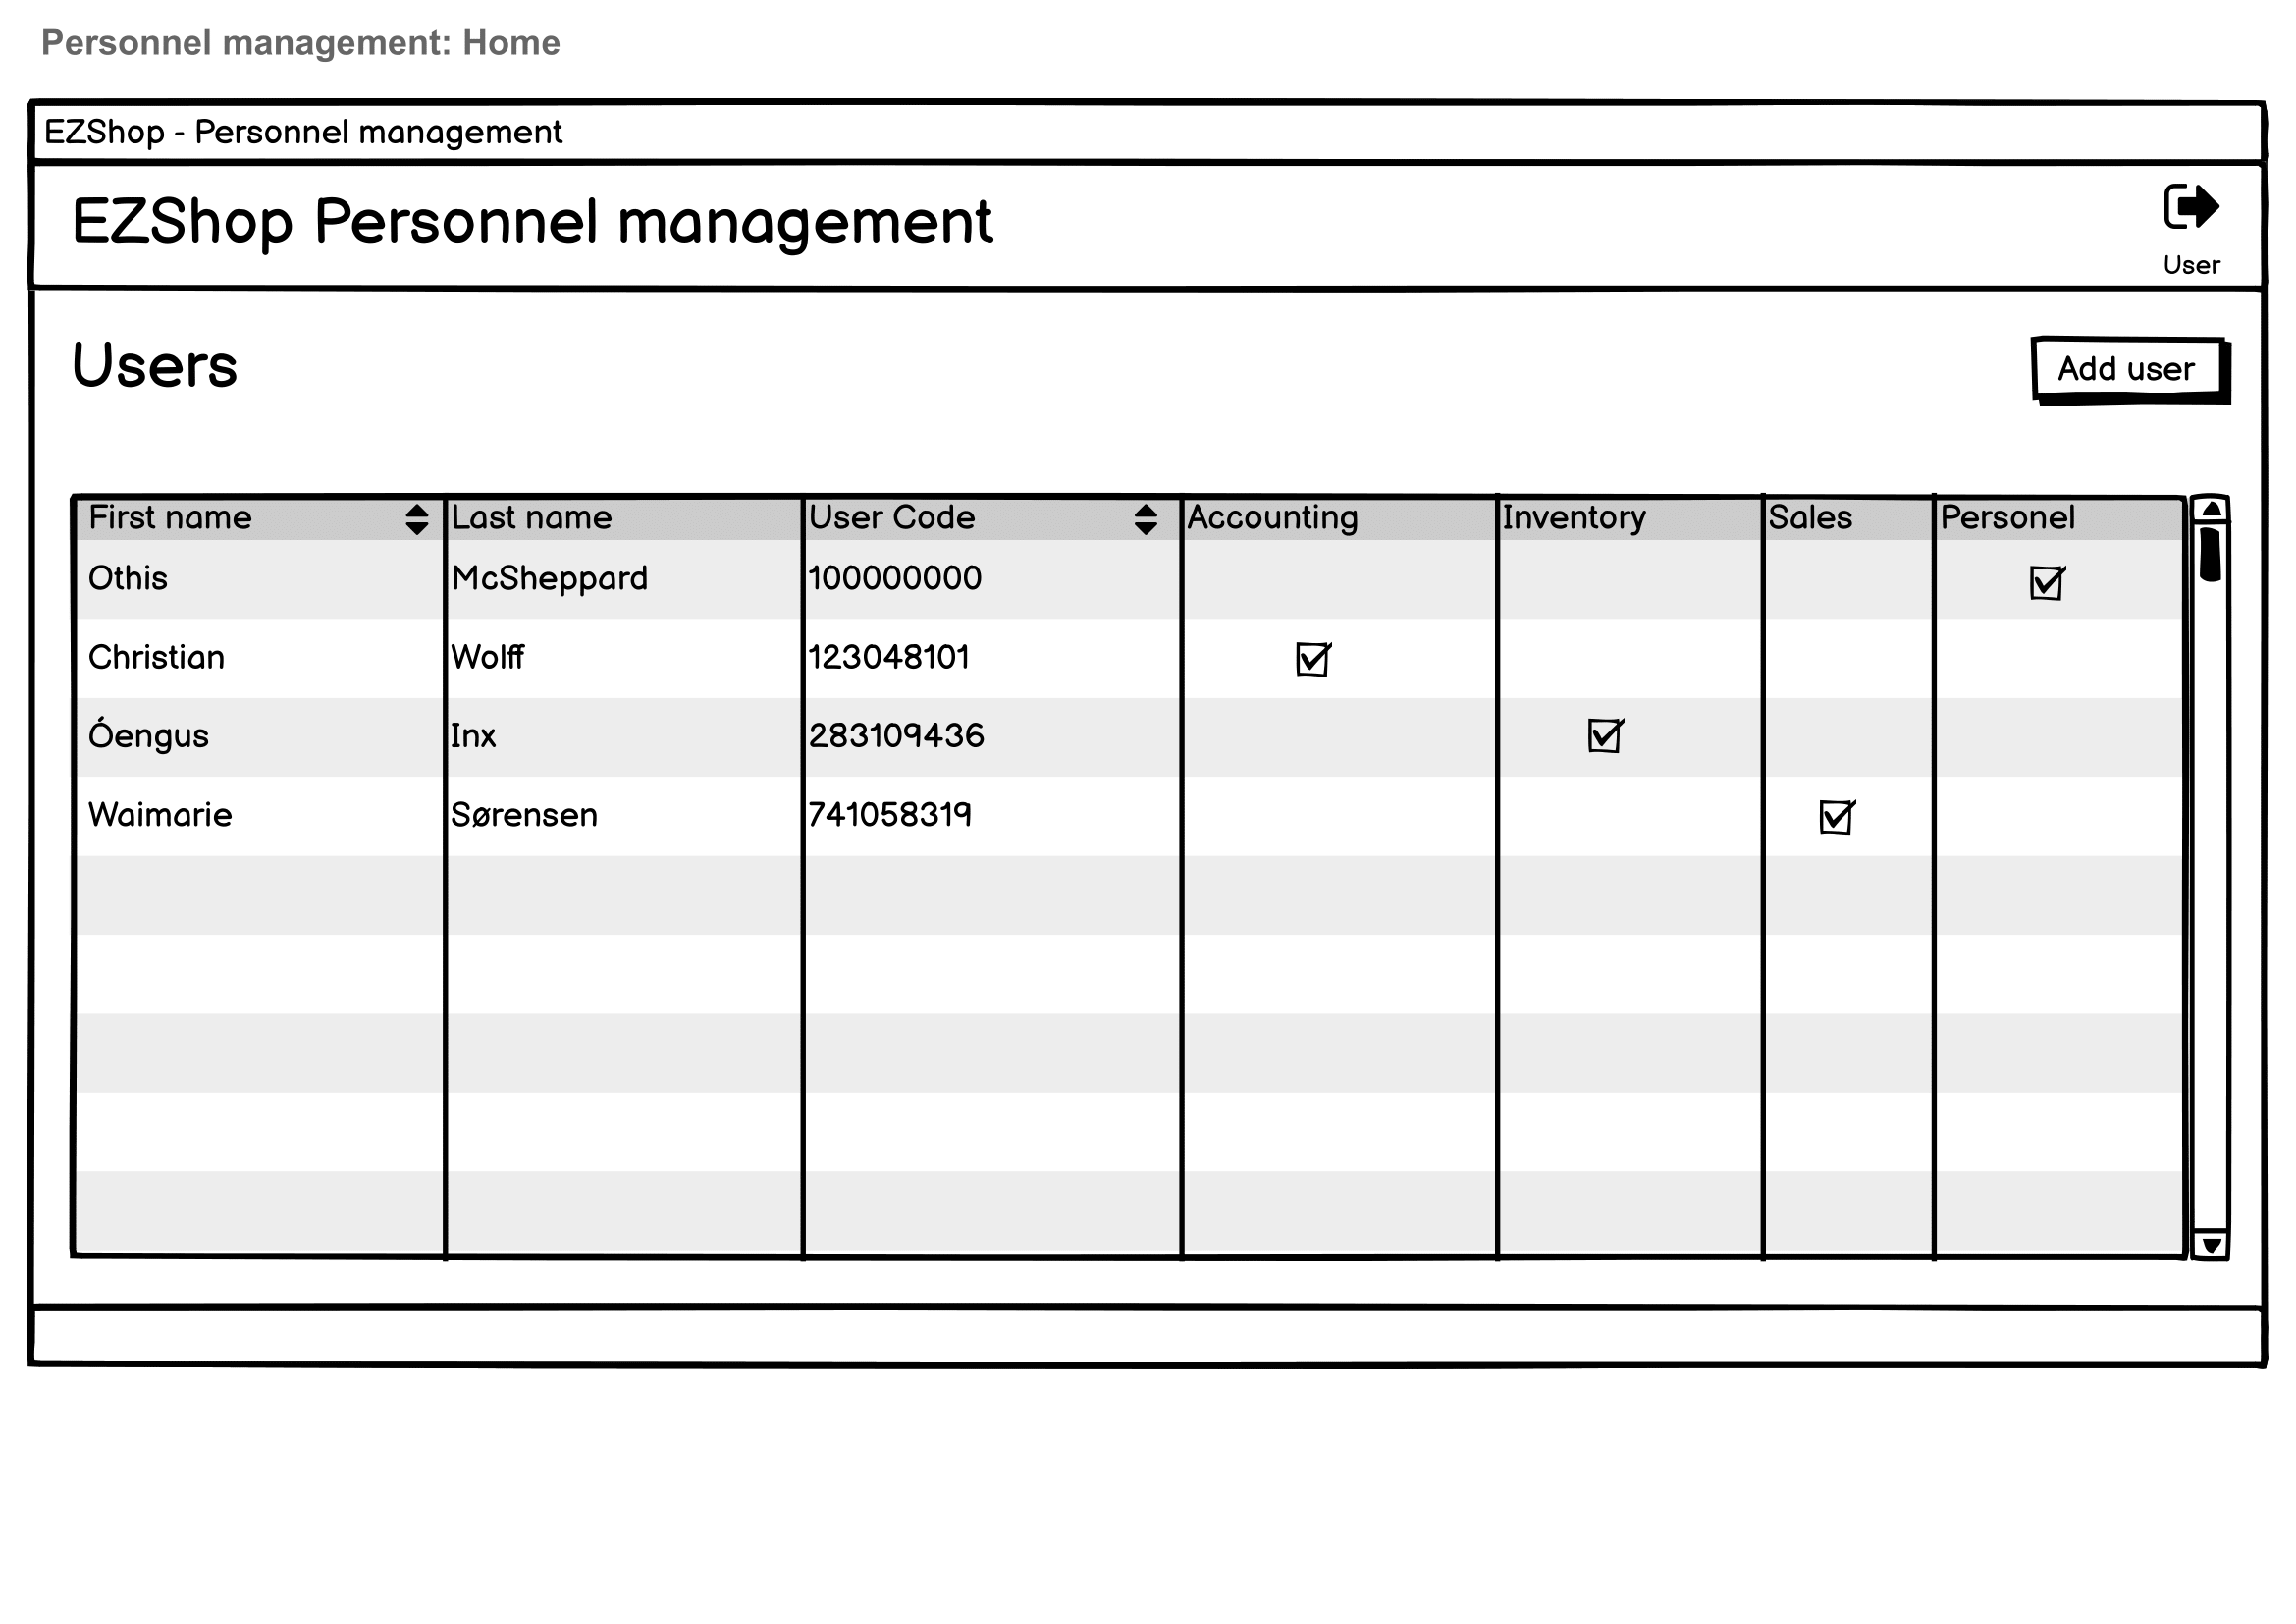 Personnel management: Home
EZShop - Personnel management
EZShop Personnel management
User
Users
Add user
First name Last name User Code Accounting Inventory Sales Personel
Othis McSheppard 100000000
Christian Wolff 123048101
Óengus Inx 283109436
Waimarie Sørensen 741058319